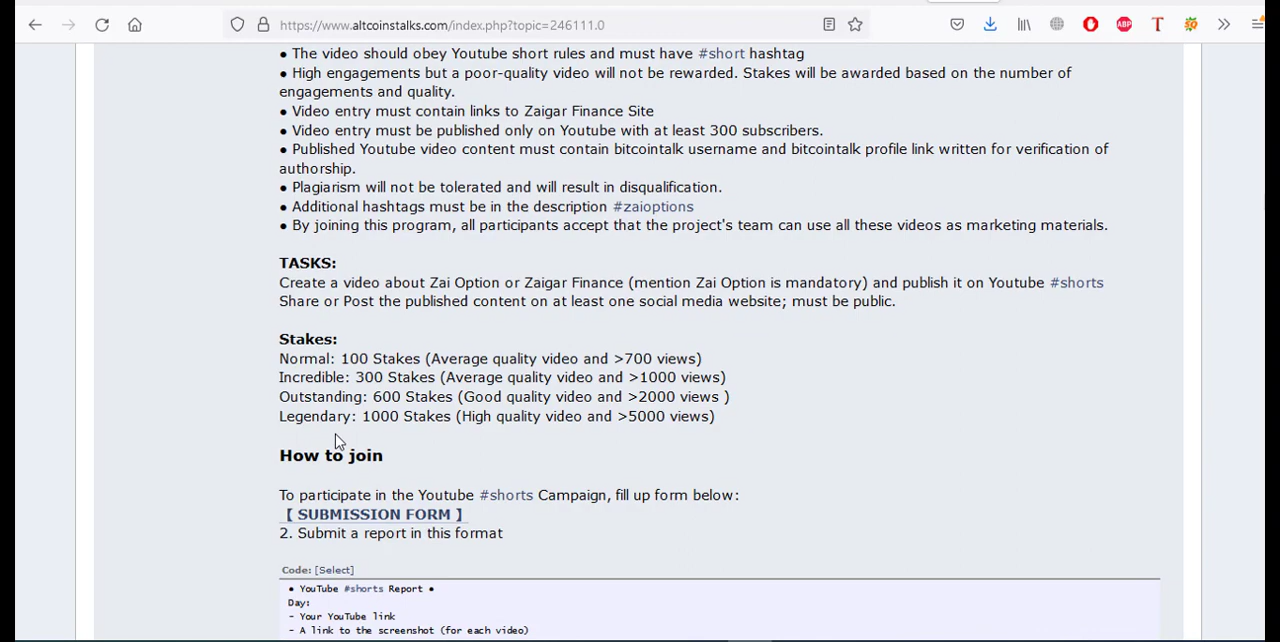 https://www.altcoinstalks.com/index.php?topic=246111.0
ABP
T
● The video should obey Youtube short rules and must have #short hashtag
● High engagements but a poor-quality video will not be rewarded. Stakes will be awarded based on the number of
engagements and quality.
● Video entry must contain links to Zaigar Finance Site
● Video entry must be published only on Youtube with at least 300 subscribers.
● Published Youtube video content must contain bitcointalk username and bitcointalk profile link written for verification of
authorship.
● Plagiarism will not be tolerated and will result in disqualification.
● Additional hashtags must be in the description #zaioptions
● By joining this program, all participants accept that the project's team can use all these videos as marketing materials.
TASKS:
Create a video about Zai Option or Zaigar Finance (mention Zai Option is mandatory) and publish it on Youtube #shorts
Share or Post the published content on at least one social media website; must be public.
Stakes:
Normal: 100 Stakes (Average quality video and >700 views)
Incredible: 300 Stakes (Average quality video and >1000 views)
Outstanding: 600 Stakes (Good quality video and >2000 views )
Legendary: 1000 Stakes (High quality video and >5000 views)
How to join
To participate in the Youtube #shorts Campaign, fill up form below:
【 SUBMISSION FORM 】
2. Submit a report in this format
Code: [Select]
● YouTube #shorts Report ●
Day:
- Your YouTube link
- A link to the screenshot (for each video)